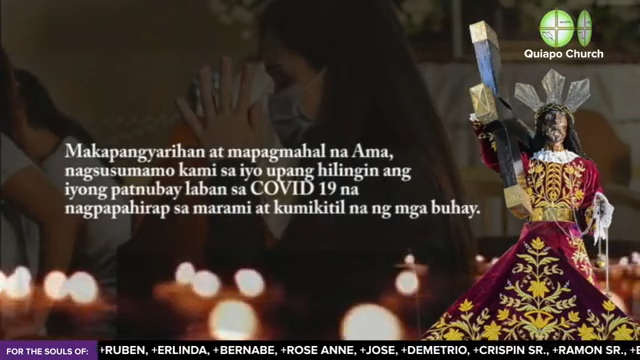 Quiapo Church
Makapangyarihan at mapagmahal na Ama,
nagsusumamo kami sa iyo upang hilingin ang
iyong patnubay laban sa COVID 19 na
nagpapahirap sa marami at kumikitil na ng mga buhay.
FOR THE SOULS OF: +RUBEN, +ERLINDA, +BERNABE, +ROSE ANNE, +JOSE, +DEMETRIO, +CRISPIN SR., +RAMON SR.,